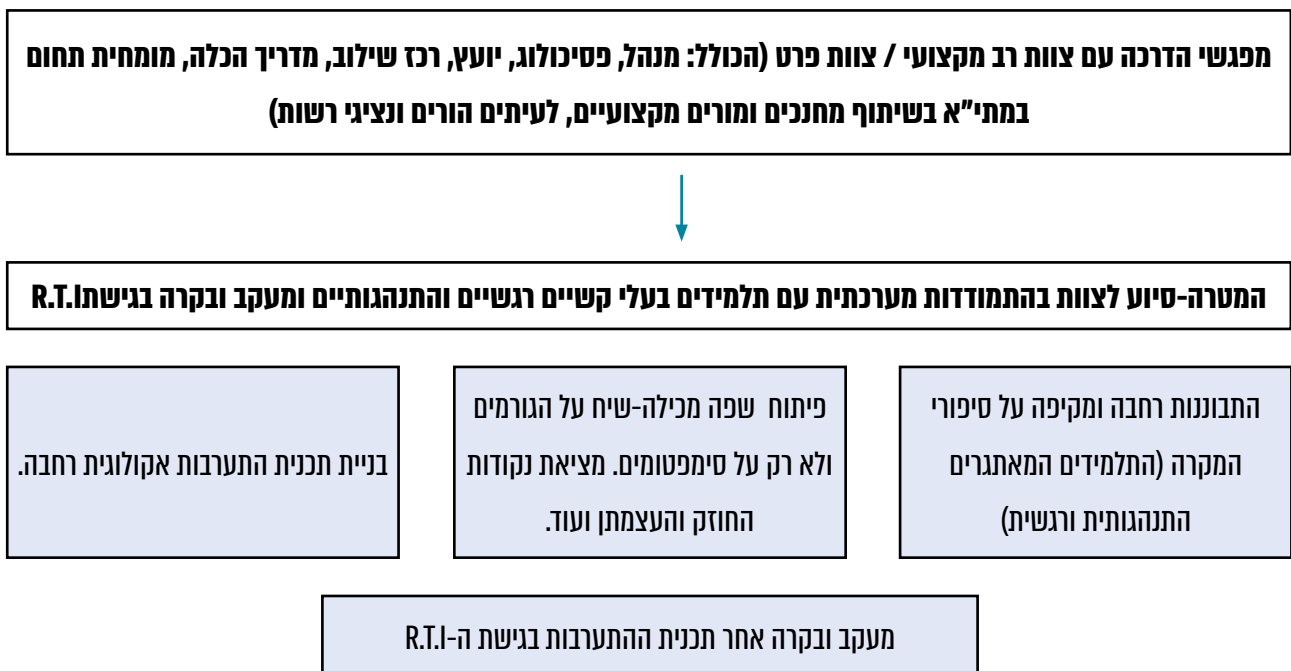 מפגשי הדרכה עם צוות רב מקצועי / צוות פרט (הכולל: מנהל, פסיכולוג, יועץ, רכז שילוב, מדריך הכלה, מומחית תחום
במתי"א בשיתוף מחנכים ומורים מקצועיים, לעיתים הורים ונציגי רשות)
המטרה-סיוע לצוות בהתמודדות מערכתית עם תלמידים בעלי קשיים רגשיים והתנהגותיים ומעקב ובקרה בגישתR.T.I
התבוננות רחבה ומקיפה על סיפורי
המקרה (התלמידים המאתגרים
התנהגותית ורגשית)
פיתוח שפה מכילה-שיח על הגורמים
ולא רק על סימפטומים. מציאת נקודות
החוזק והעצמתן ועוד.
בניית תכנית התערבות אקולוגית רחבה.
מעקב ובקרה אחר תכנית ההתערבות בגישת ה-R.T.I